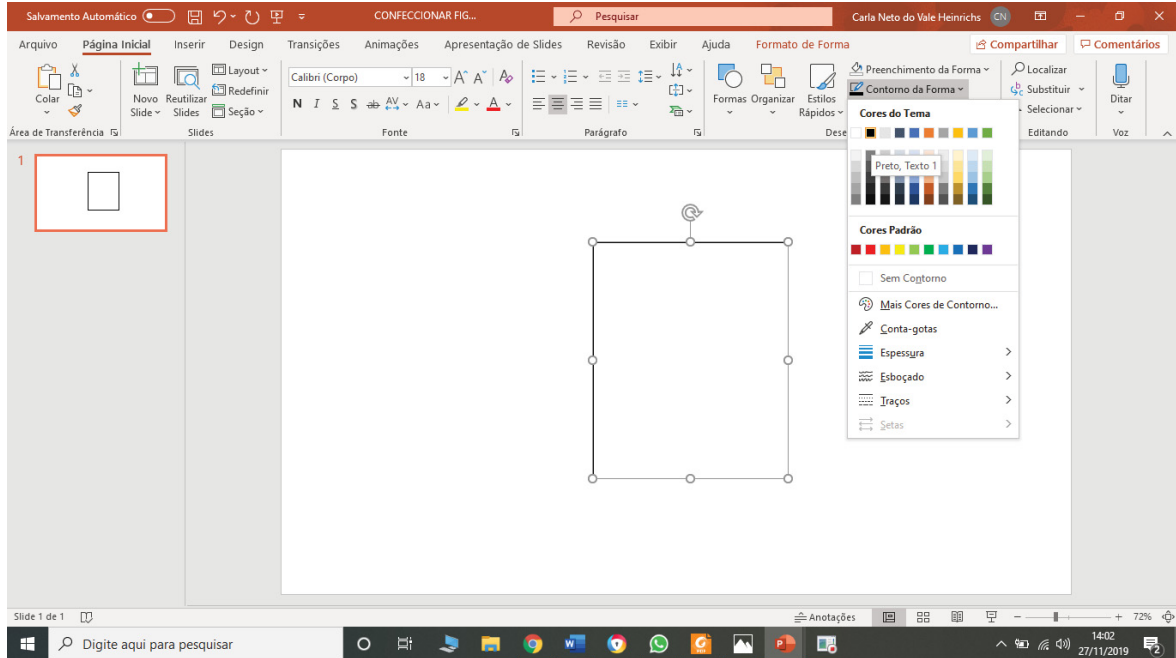 Salvamento Automático CONFECCIONAR FIG... Pesquisar Carla Neto do Vale Heinrichs CN
Arquivo Página Inicial Inserir Design Transições Animações Apresentação de Slides Revisão Exibir Ajuda Formato de Forma Compartilhar Comentários
Colar
Área de Transferência
Novo Slide
Reutilizar Slides
Layout
Redefinir
Seção
Slides
Calibri (Corpo) 18 A A A
N I S S ab AV Aa A
Fonte
Parágrafo
Formas Organizar Estilos Rápidos
Preenchimento da Forma
Contorno da Forma
Dese
Localizar
Substituir
Selecionar
Editando
Ditar
Voz
Cores do Tema
Preto, Texto 1
Cores Padrão
Sem Contorno
Mais Cores de Contorno...
Conta-gotas
Espessura
Esboçado
Traços
Setas
1
Slide 1 de 1 Anotações 72%
Digite aqui para pesquisar
14:02
27/11/2019
2